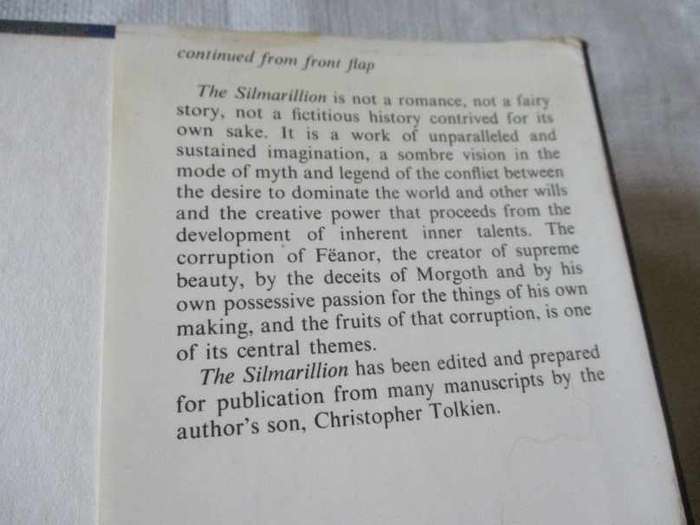 continued from front flap
The Silmarillion is not a romance, not a fairy
story, not a fictitious history contrived for its
own sake. It is a work of unparalleled and
sustained imagination, a sombre vision in the
mode of myth and legend of the conflict between
the desire to dominate the world and other wills
and the creative power that proceeds from the
development of inherent inner talents. The
corruption of Fëanor, the creator of supreme
beauty, by the deceits of Morgoth and by his
own possessive passion for the things of his own
making, and the fruits of that corruption, is one
of its central themes.
The Silmarillion has been edited and prepared
for publication from many manuscripts by the
author's son, Christopher Tolkien.